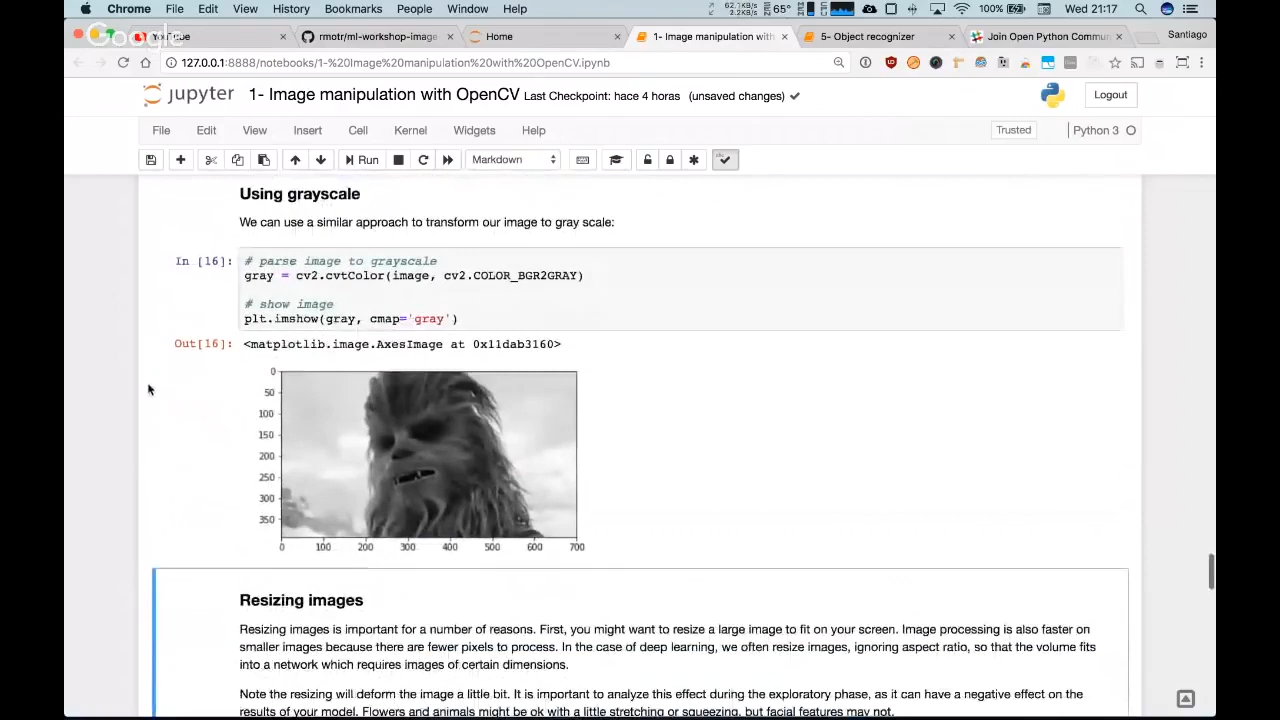 Chrome File Edit View History Bookmarks People Window Help 65° 100% Wed 21:17
Google
YouTube rmotr/ml-workshop-image Home 1- Image manipulation with 5- Object recognizer Join Open Python Commun Santiago
127.0.0.1:8888/notebooks/1-%20Image%20manipulation%20with%20OpenCV.ipynb
jupyter 1- Image manipulation with OpenCV Last Checkpoint: hace 4 horas (unsaved changes) Logout
File Edit View Insert Cell Kernel Widgets Help Trusted Python 3
Run Markdown
Using grayscale
We can use a similar approach to transform our image to gray scale:
In [16]: # parse image to grayscale
gray = cv2.cvtColor(image, cv2.COLOR_BGR2GRAY)
# show image
plt.imshow(gray, cmap='gray')
Out[16]: <matplotlib.image.AxesImage at 0x11dab3160>
0
50
100
150
200
250
300
350
0 100 200 300 400 500 600 700
Resizing images
Resizing images is important for a number of reasons. First, you might want to resize a large image to fit on your screen. Image processing is also faster on
smaller images because there are fewer pixels to process. In the case of deep learning, we often resize images, ignoring aspect ratio, so that the volume fits
into a network which requires images of certain dimensions.
Note the resizing will deform the image a little bit. It is important to analyze this effect during the exploratory phase, as it can have a negative effect on the
results of your model. Flowers and animals might be ok with a little stretching or squeezing, but facial features may not.